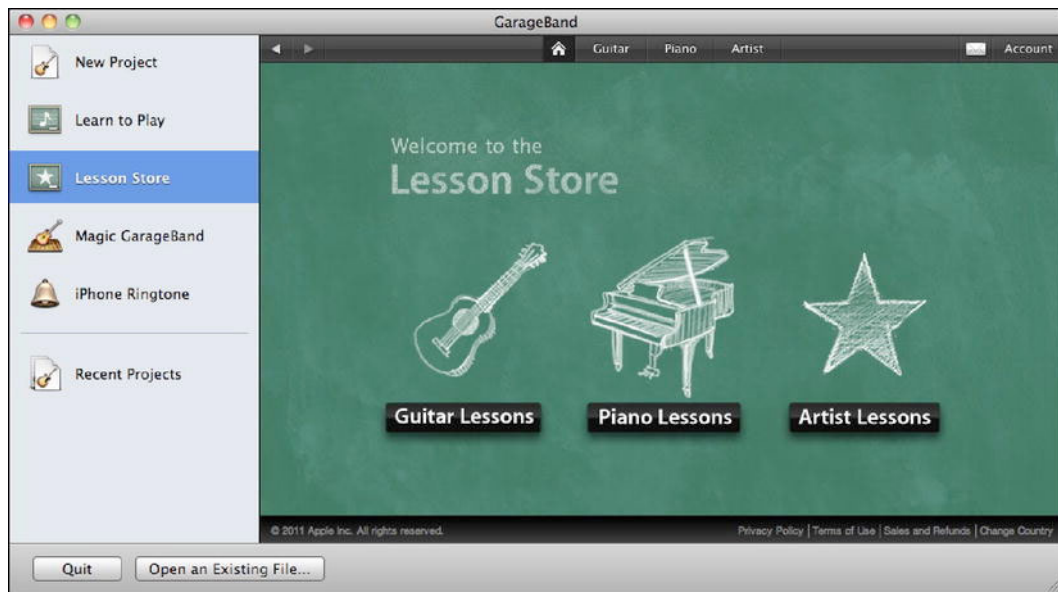 GarageBand
New Project
Learn to Play
Lesson Store
Magic GarageBand
iPhone Ringtone
Recent Projects
Guitar Piano Artist Account
Welcome to the
Lesson Store
Guitar Lessons Piano Lessons Artist Lessons
© 2011 Apple Inc. All rights reserved. Privacy Policy | Terms of Use | Sales and Refunds | Change Country
Quit Open an Existing File...